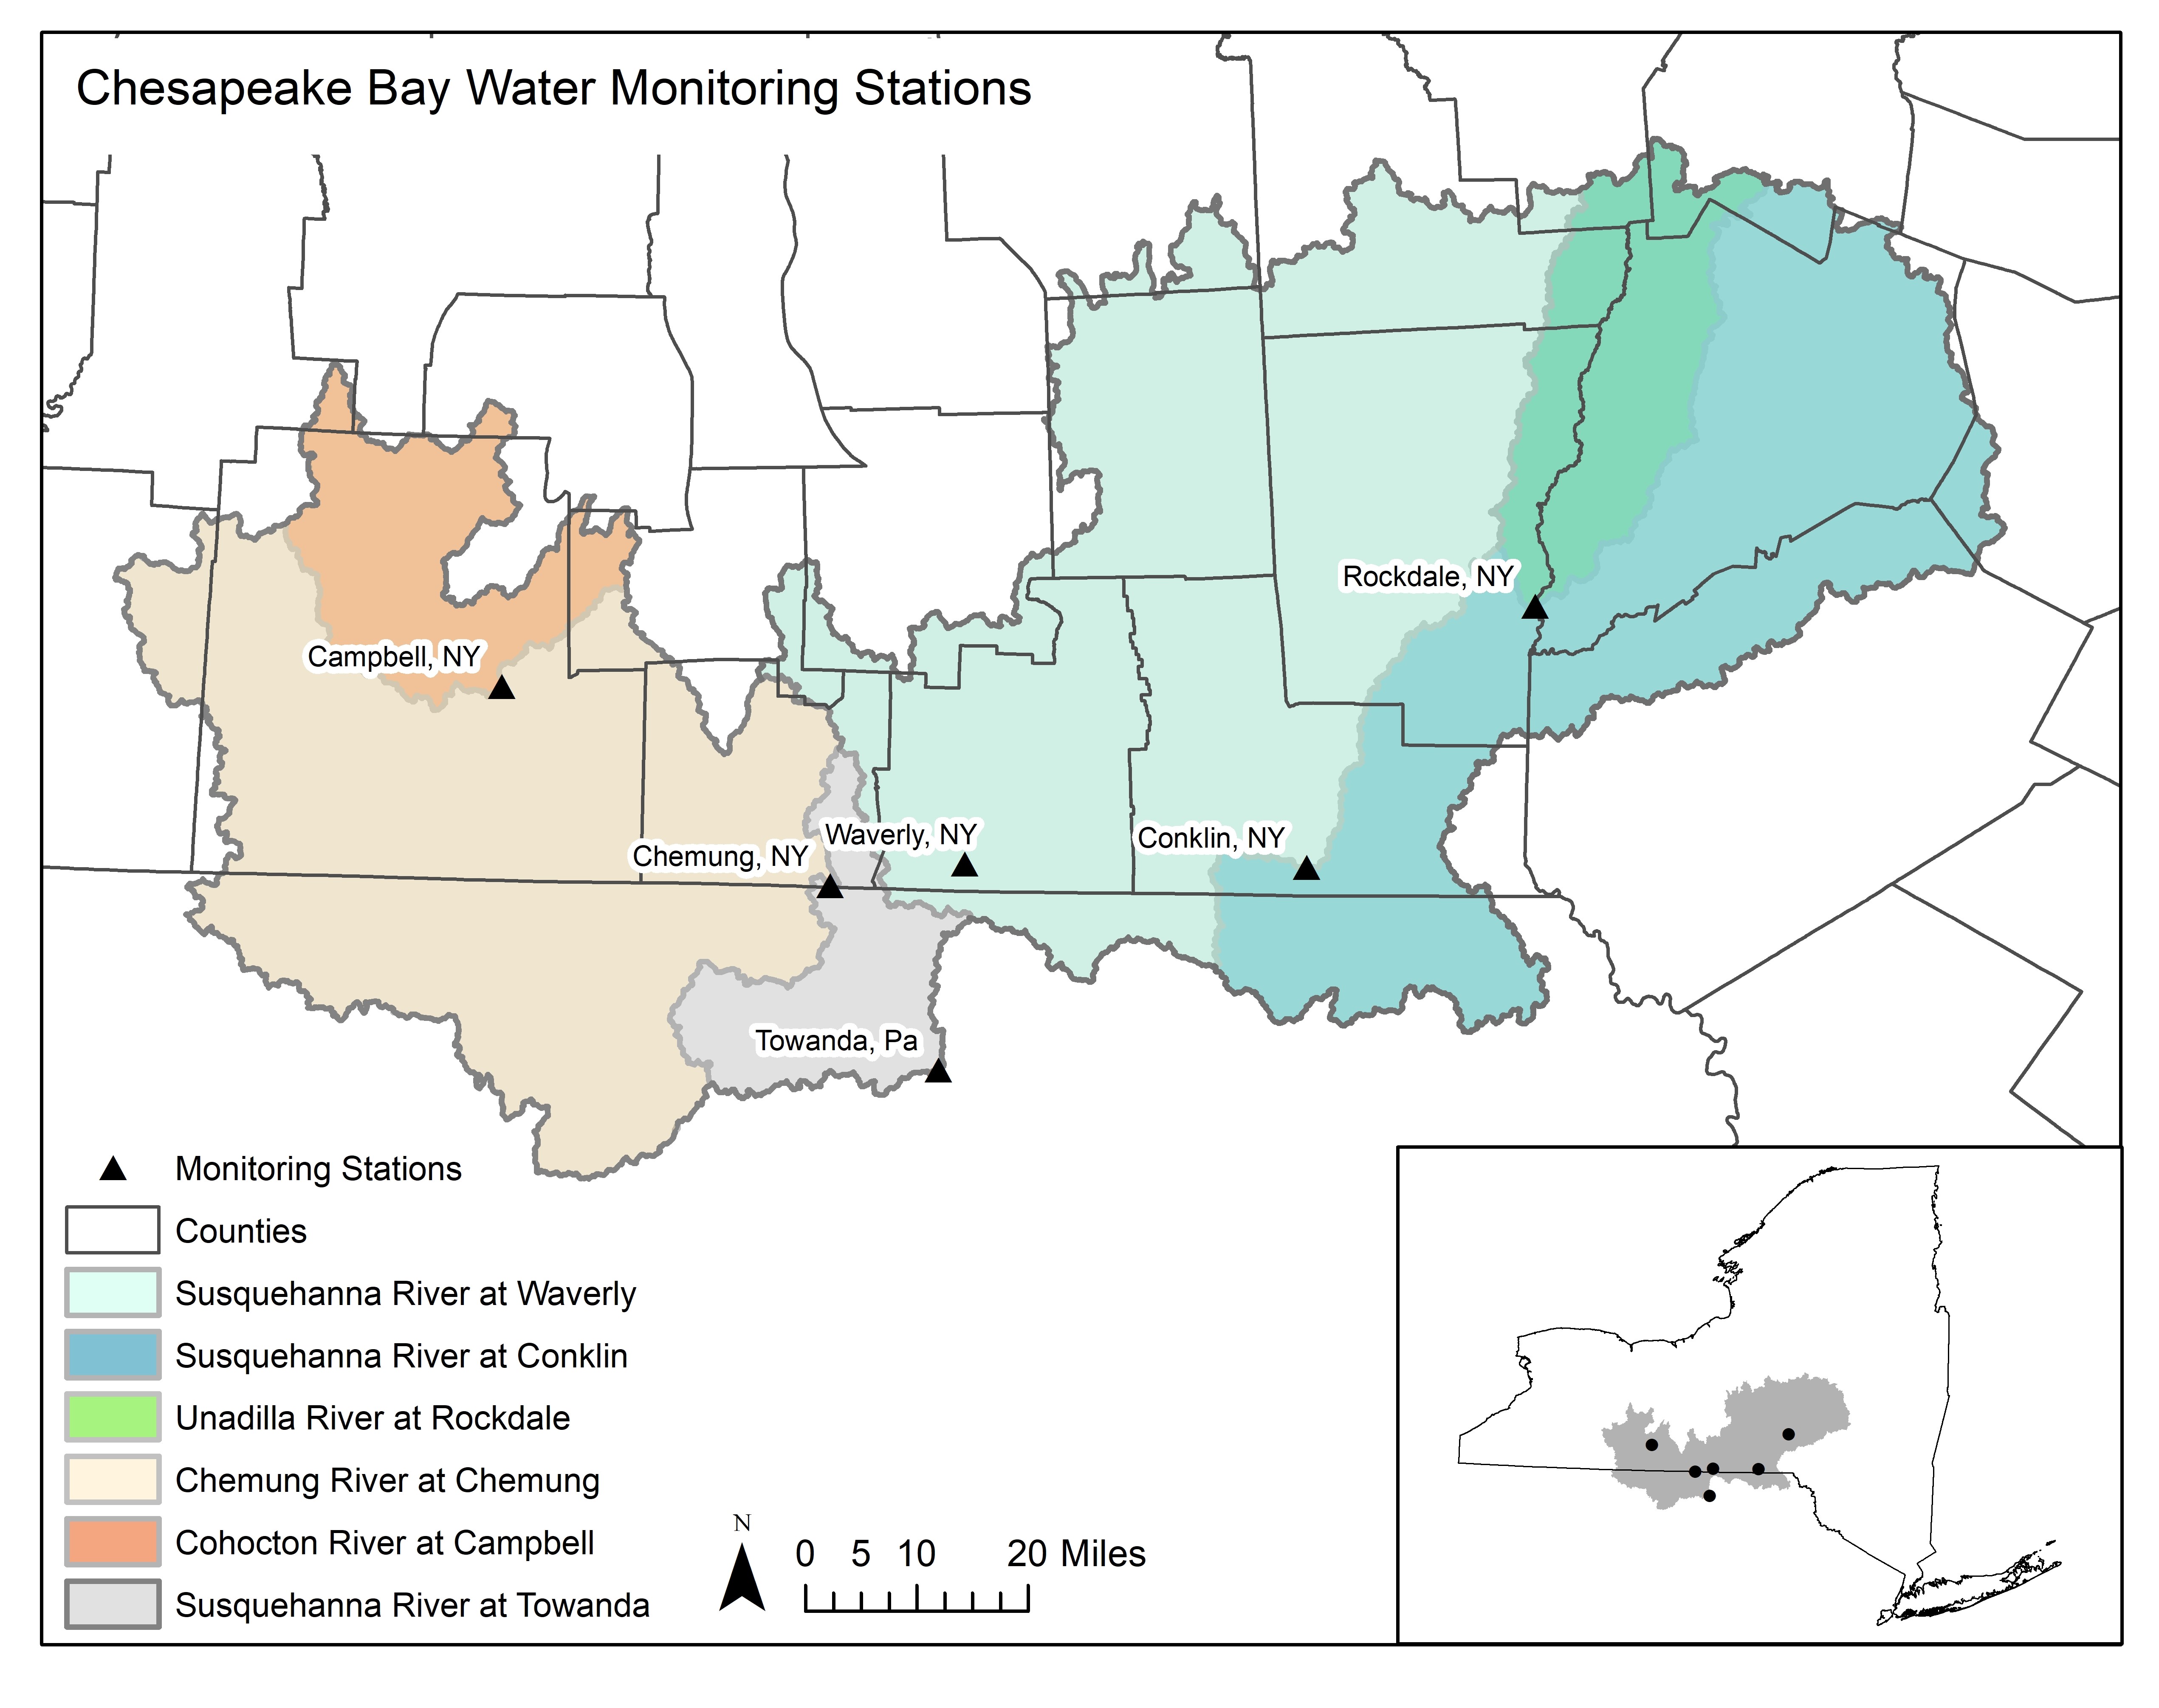 Chesapeake Bay Water Monitoring Stations
Rockdale, NY
Campbell, NY
Waverly, NY
Conklin, NY
Chemung, NY
Towanda, Pa
Monitoring Stations
Counties
Susquehanna River at Waverly
Susquehanna River at Conklin
Unadilla River at Rockdale
Chemung River at Chemung
Cohocton River at Campbell
Susquehanna River at Towanda
N
0 5 10 20 Miles